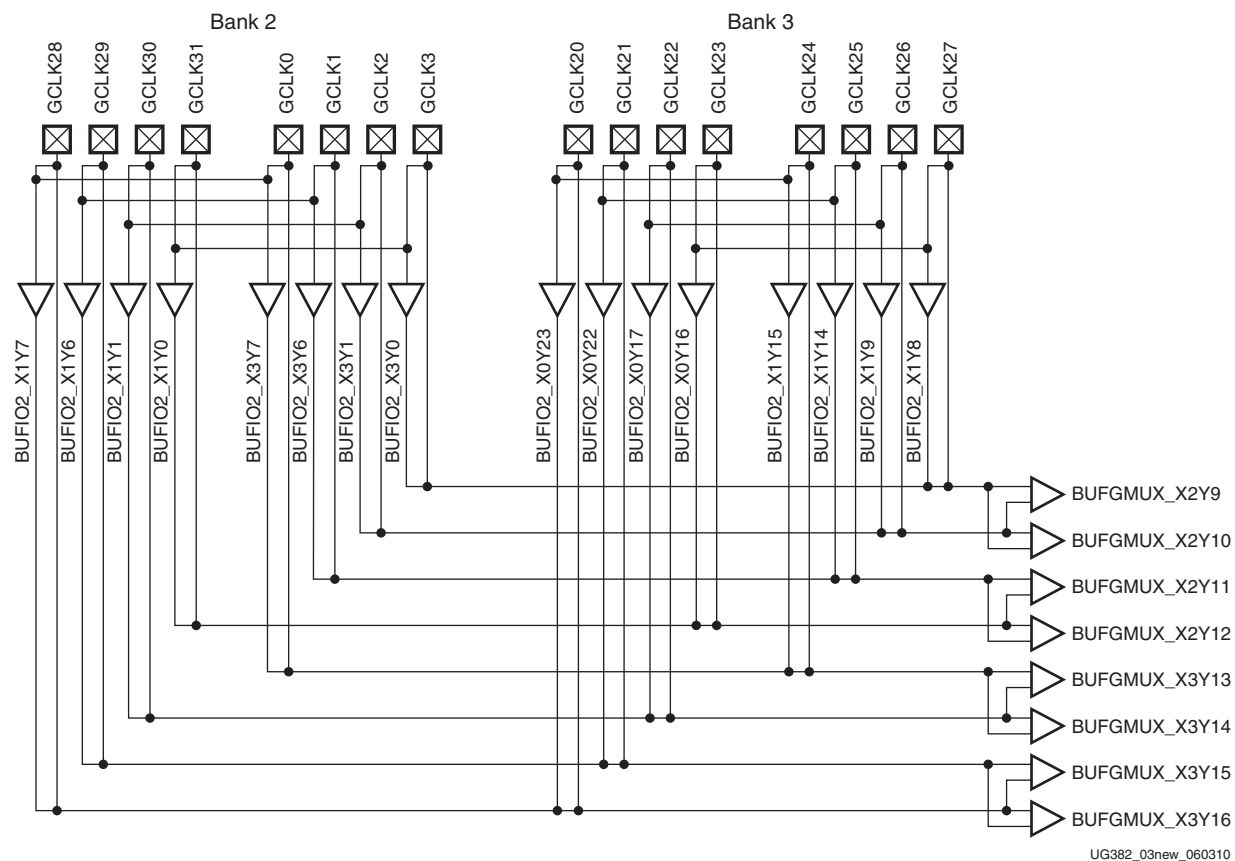 Bank 2
Bank 3
GCLK28
GCLK29
GCLK30
GCLK31
GCLK0
GCLK1
GCLK2
GCLK3
GCLK20
GCLK21
GCLK22
GCLK23
GCLK24
GCLK25
GCLK26
GCLK27
BUFIO2_X1Y7
BUFIO2_X1Y6
BUFIO2_X1Y1
BUFIO2_X1Y0
BUFIO2_X3Y7
BUFIO2_X3Y6
BUFIO2_X3Y1
BUFIO2_X3Y0
BUFIO2_X0Y23
BUFIO2_X0Y22
BUFIO2_X0Y17
BUFIO2_X0Y16
BUFIO2_X1Y15
BUFIO2_X1Y14
BUFIO2_X1Y9
BUFIO2_X1Y8
BUFGMUX_X2Y9
BUFGMUX_X2Y10
BUFGMUX_X2Y11
BUFGMUX_X2Y12
BUFGMUX_X3Y13
BUFGMUX_X3Y14
BUFGMUX_X3Y15
BUFGMUX_X3Y16
UG382_03new_060310